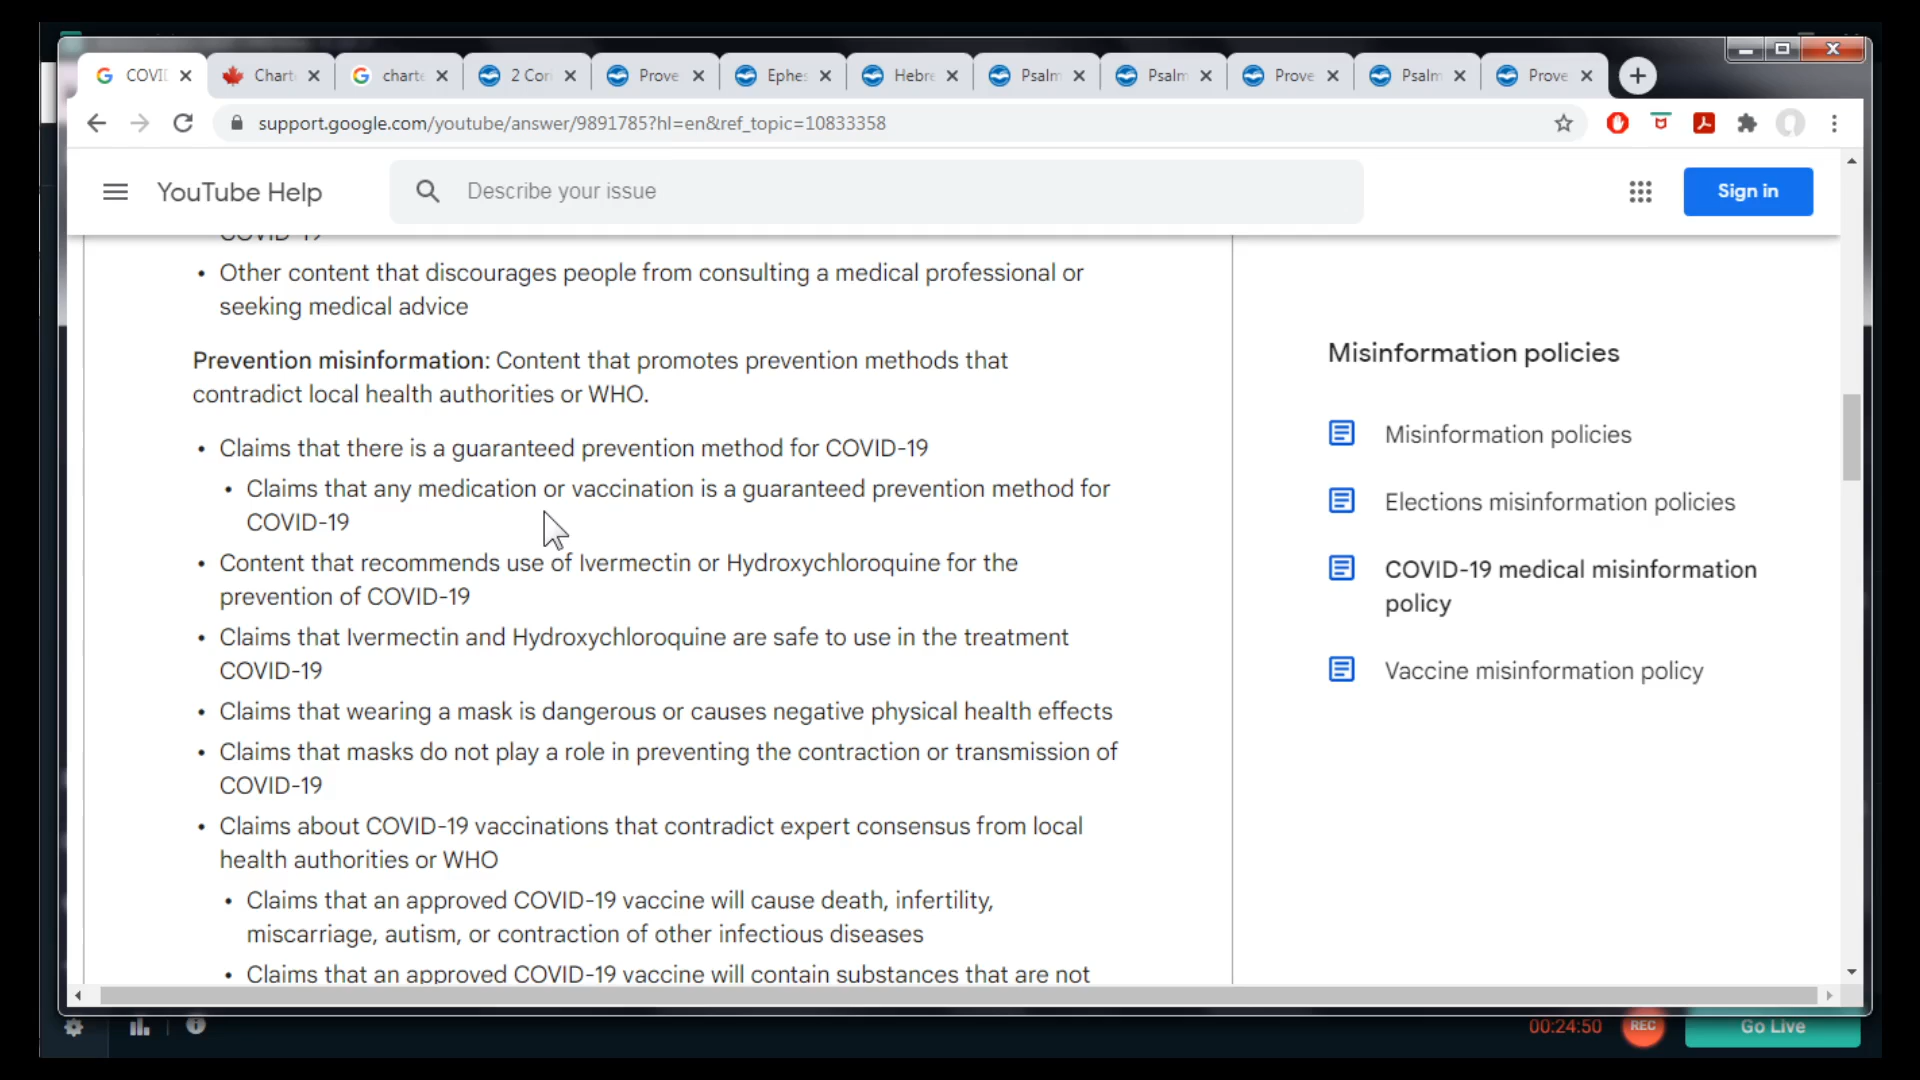 COVI
Charte
charte
2 Cori
Prove
Ephes
Hebre
Psalm
Psalm
Prove
Psalm
Prove
support.google.com/youtube/answer/9891785?hl=en&ref_topic=10833358
YouTube Help
Describe your issue
Sign in
COVID-19
• Other content that discourages people from consulting a medical professional or
seeking medical advice
Prevention misinformation: Content that promotes prevention methods that
contradict local health authorities or WHO.
• Claims that there is a guaranteed prevention method for COVID-19
• Claims that any medication or vaccination is a guaranteed prevention method for
COVID-19
• Content that recommends use of Ivermectin or Hydroxychloroquine for the
prevention of COVID-19
• Claims that Ivermectin and Hydroxychloroquine are safe to use in the treatment
COVID-19
• Claims that wearing a mask is dangerous or causes negative physical health effects
• Claims that masks do not play a role in preventing the contraction or transmission of
COVID-19
• Claims about COVID-19 vaccinations that contradict expert consensus from local
health authorities or WHO
• Claims that an approved COVID-19 vaccine will cause death, infertility,
miscarriage, autism, or contraction of other infectious diseases
• Claims that an approved COVID-19 vaccine will contain substances that are not
Misinformation policies
Misinformation policies
Elections misinformation policies
COVID-19 medical misinformation
policy
Vaccine misinformation policy
00:24:50
REC
Go Live